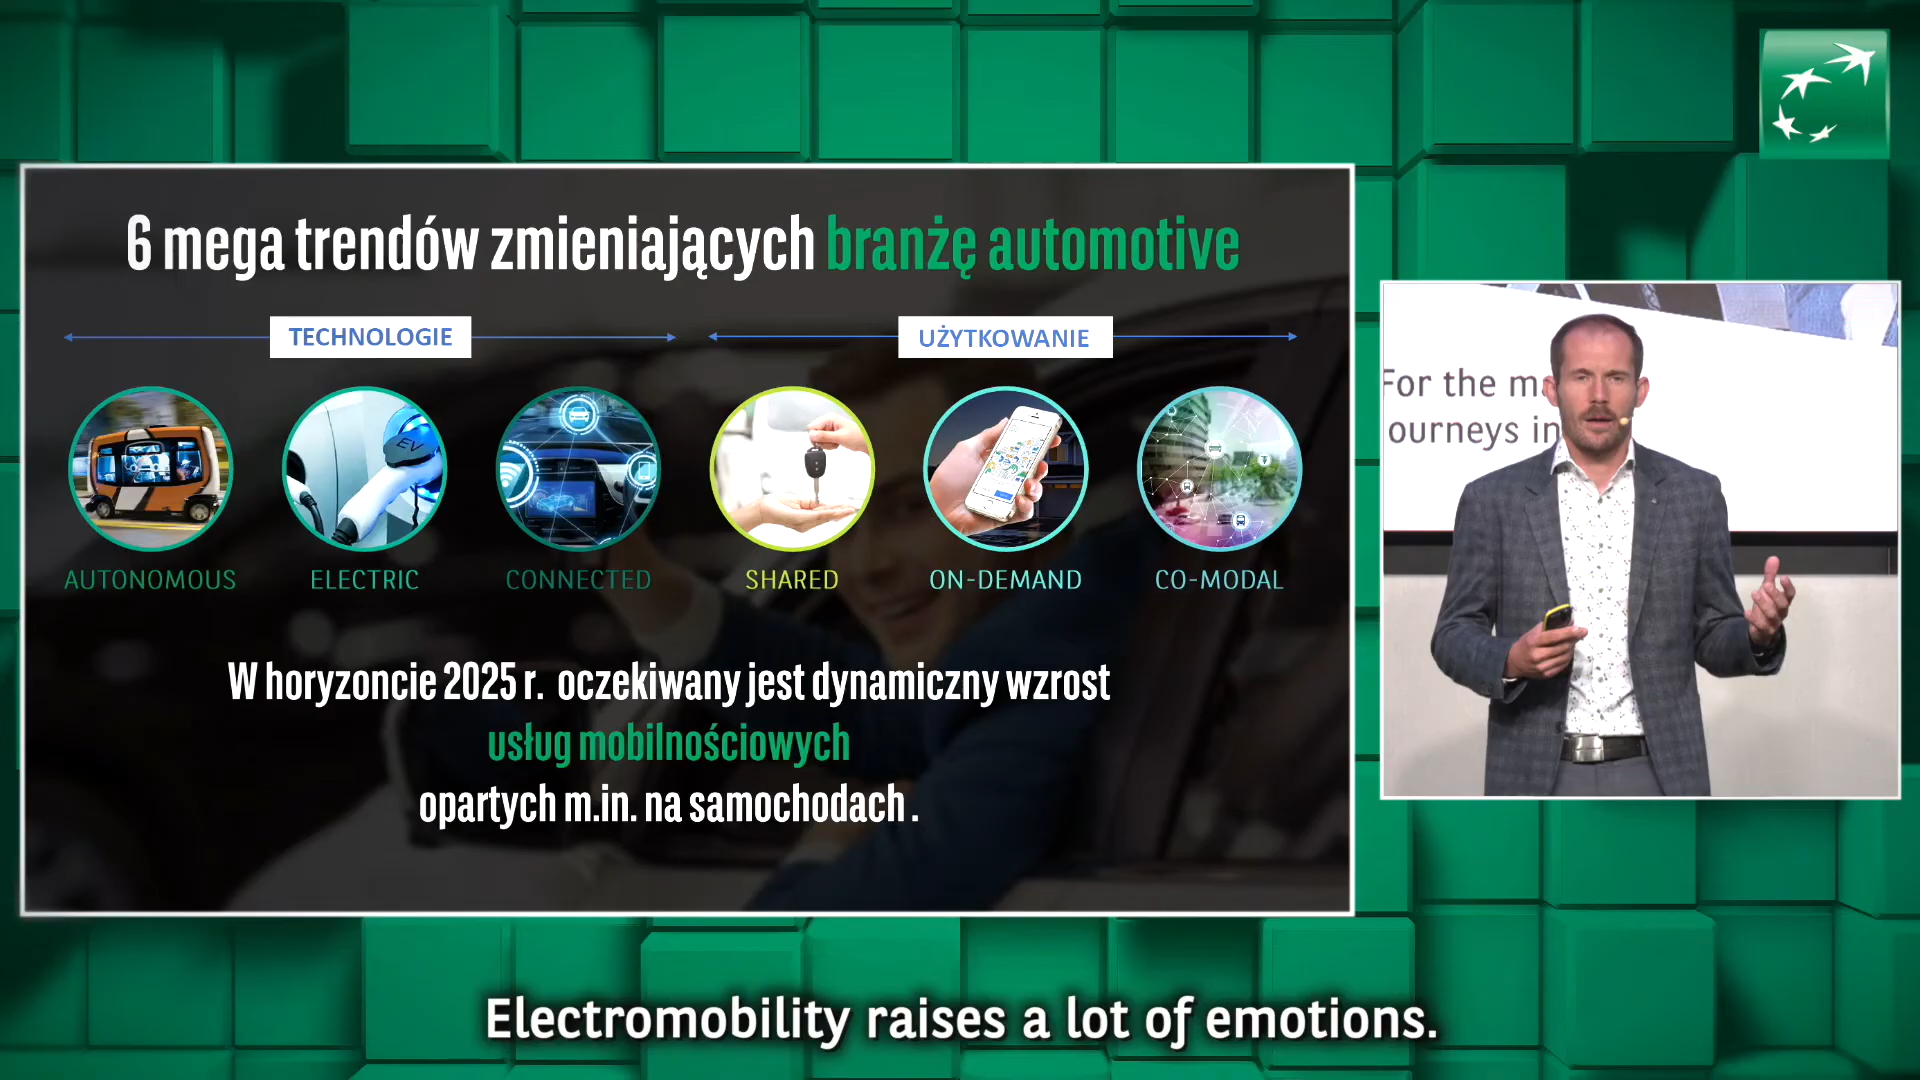 6 mega trendów zmieniających branżę automotive
TECHNOLOGIE
UŻYTKOWANIE
EV
AUTONOMOUS
ELECTRIC
CONNECTED
SHARED
ON-DEMAND
CO-MODAL
W horyzoncie 2025 r. oczekiwany jest dynamiczny wzrost
usług mobilnościowych
opartych m.in. na samochodach .
For the m
ourneys in
Electromobility raises a lot of emotions.